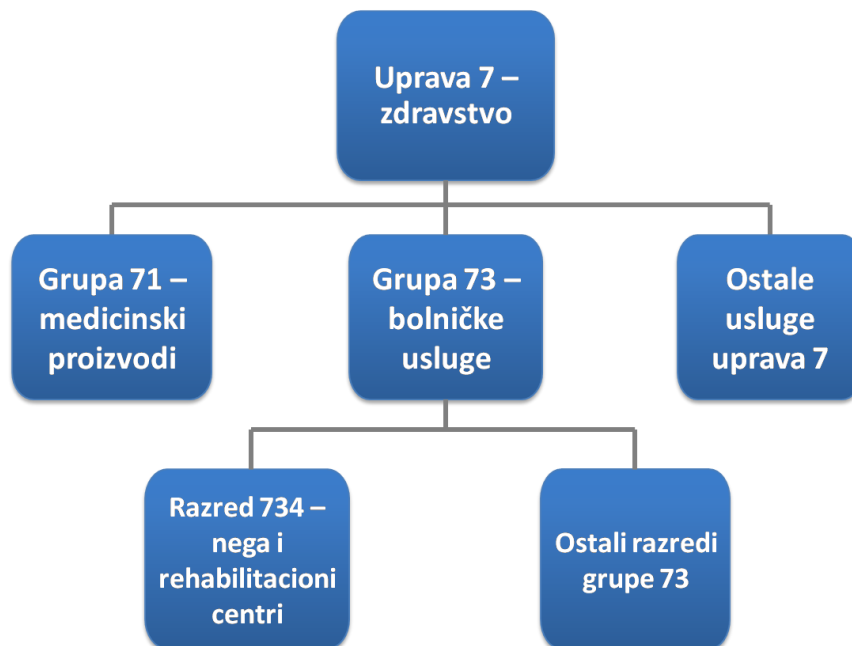 Uprava 7 –
zdravstvo
Grupa 71 –
medicinski
proizvodi
Grupa 73 –
bolničke
usluge
Ostale
usluge
uprava 7
Razred 734 –
nega i
rehabilitacioni
centri
Ostali razredi
grupe 73